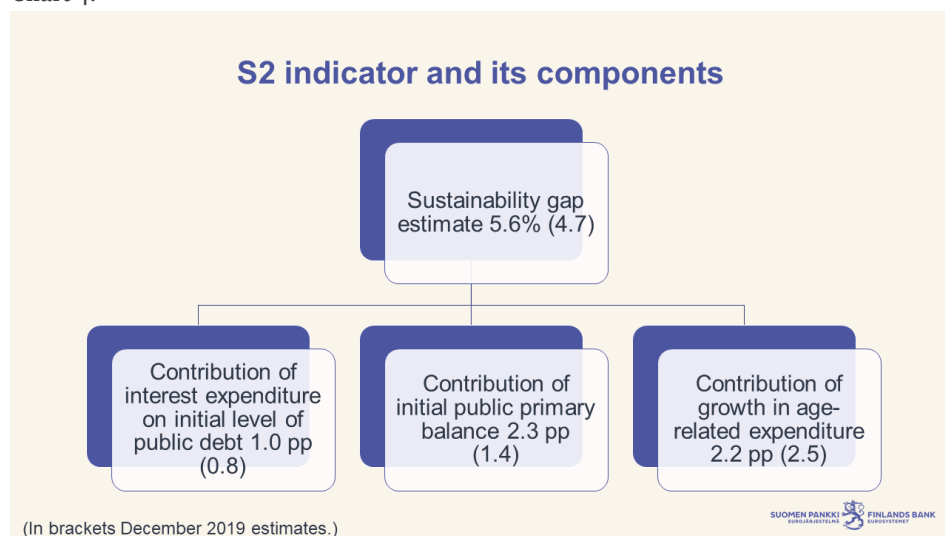 S2 indicator and its components
Sustainability gap
estimate 5.6% (4.7)
Contribution of
interest expenditure
on initial level of
public debt 1.0 pp
(0.8)
Contribution of
initial public primary
balance 2.3 pp
(1.4)
Contribution of
growth in age-
related expenditure
2.2 pp (2.5)
(In brackets December 2019 estimates.)
SUOMEN PANKKI
EUROJÄRJESTELMÄ
FINLANDS BANK
EUROSYSTEMET